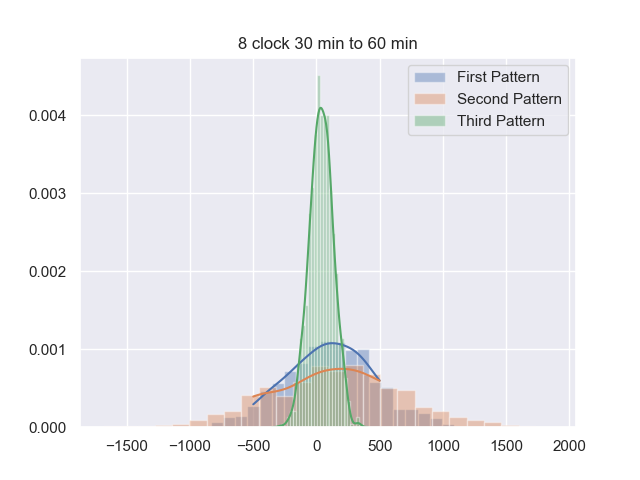 8 clock 30 min to 60 min
First Pattern
Second Pattern
Third Pattern
0.004
0.003
0.002
0.001
0.000
−1500 −1000 −500 0 500 1000 1500 2000